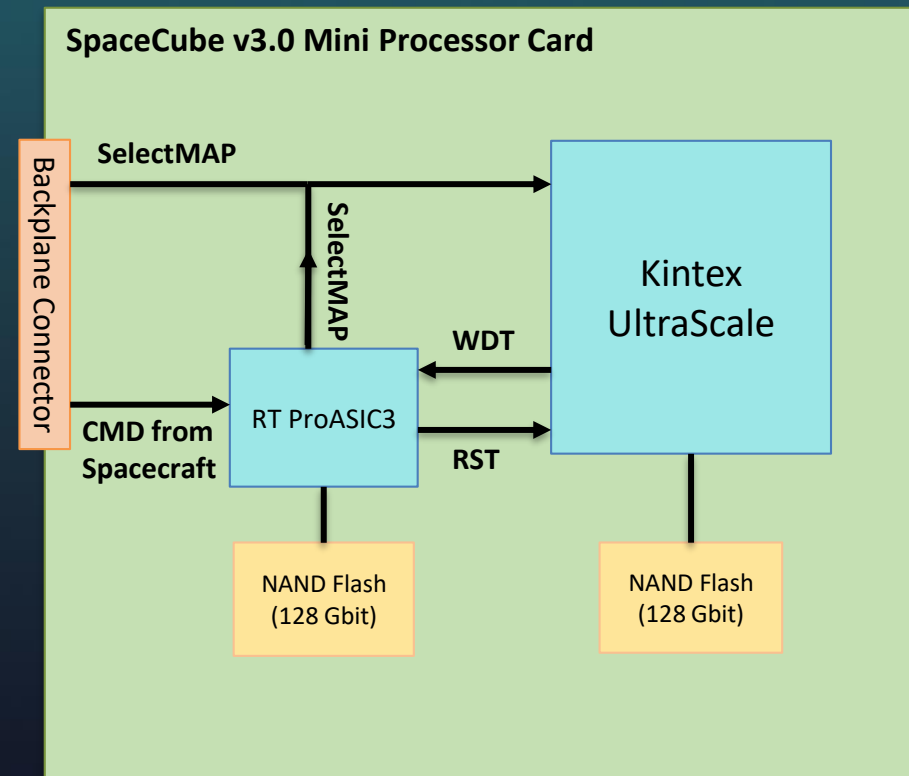 SpaceCube v3.0 Mini Processor Card
SelectMAP
Backplane Connector
SelectMAP
Kintex
UltraScale
WDT
RT ProASIC3
CMD from
Spacecraft
RST
NAND Flash
(128 Gbit)
NAND Flash
(128 Gbit)